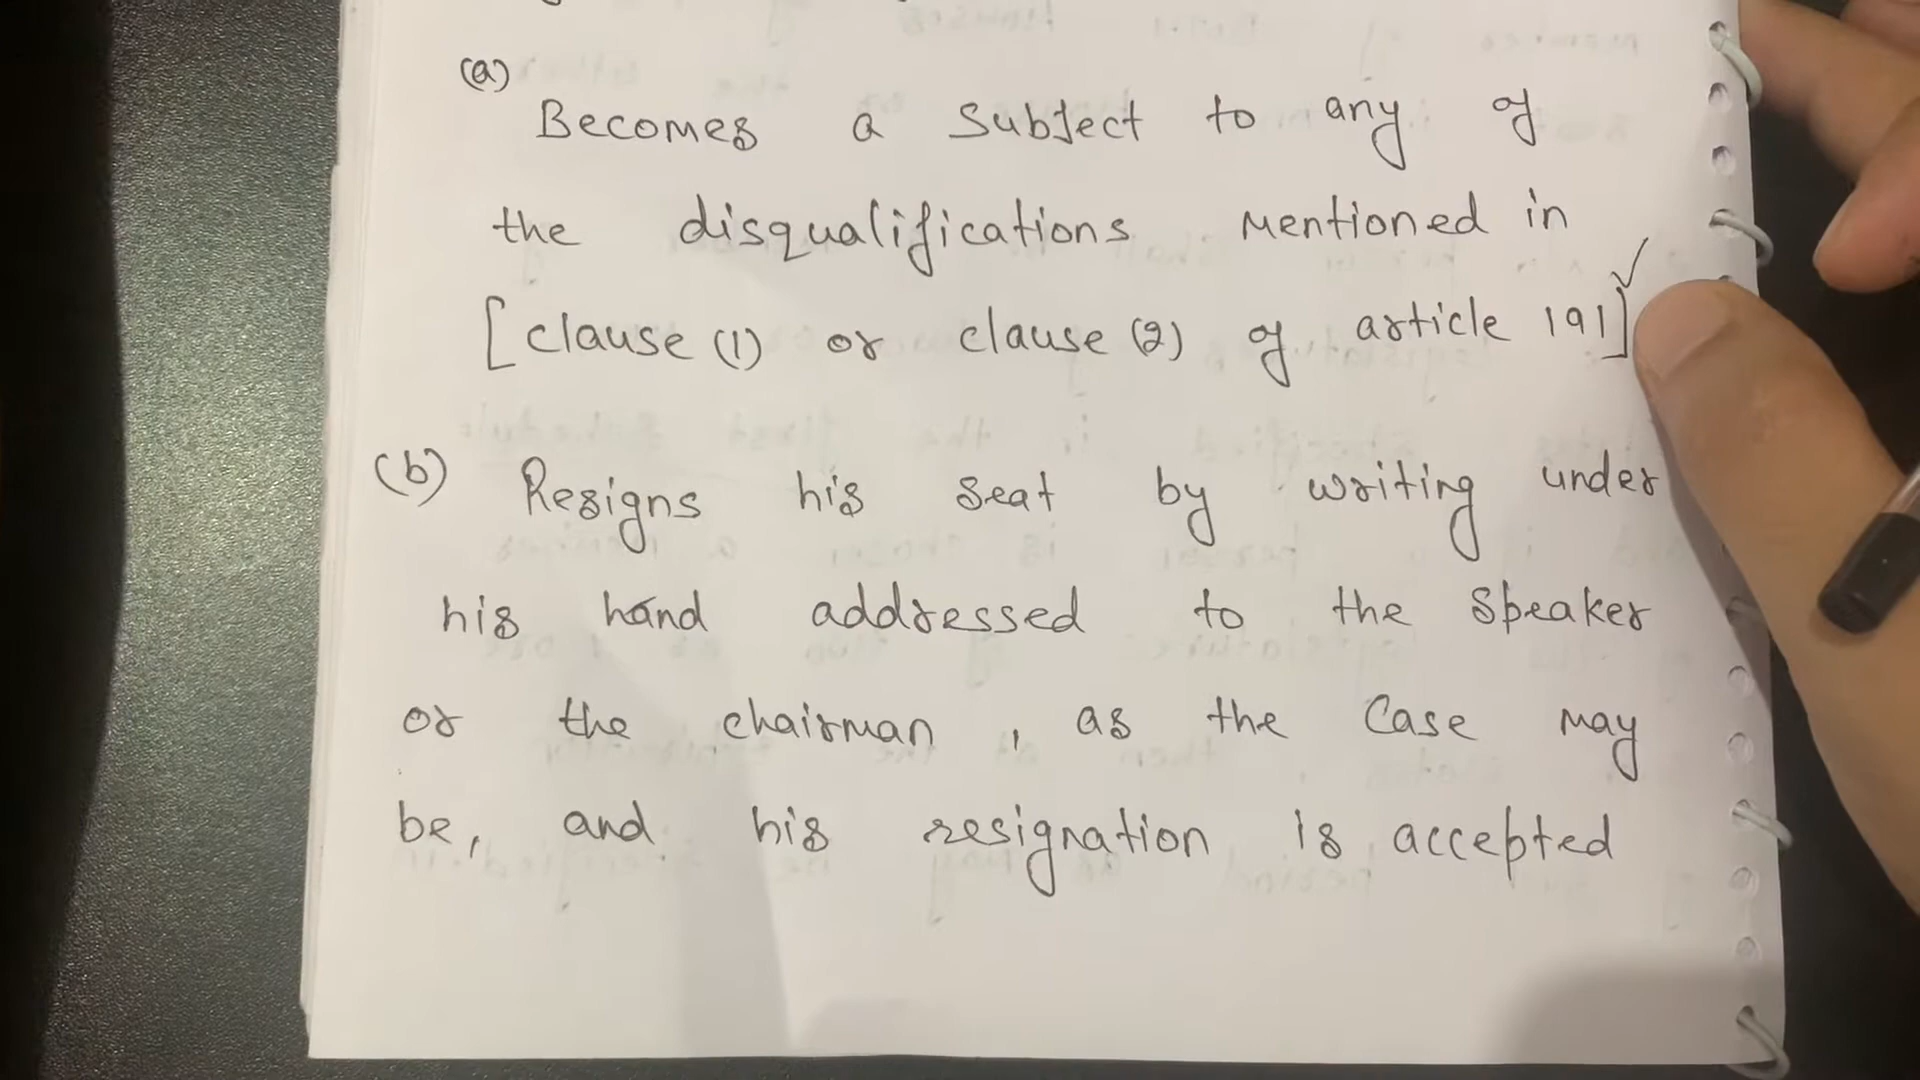 (a)
Becomes a Subject to any of
the disqualifications mentioned in
[clause (1) or clause (2) of article 191] ✓
(b) Resigns his seat by writing under
his hand addressed to the Speaker
or the chairman, as the Case may
be, and his resignation is accepted